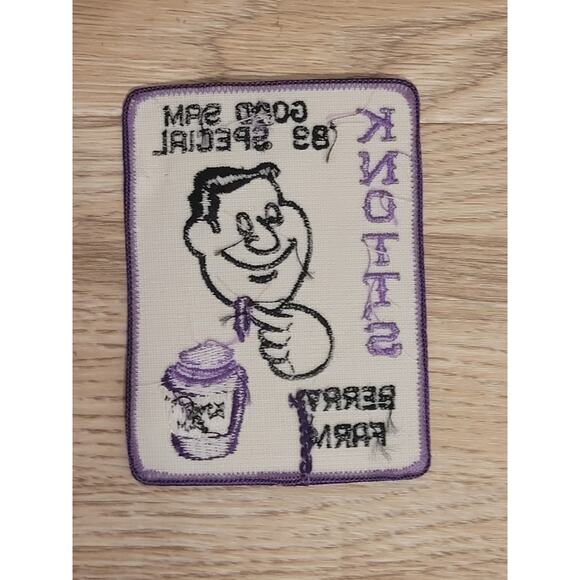 GOOD SAM
'83 SPECIAL
KNOTTS
BERRY
FARM